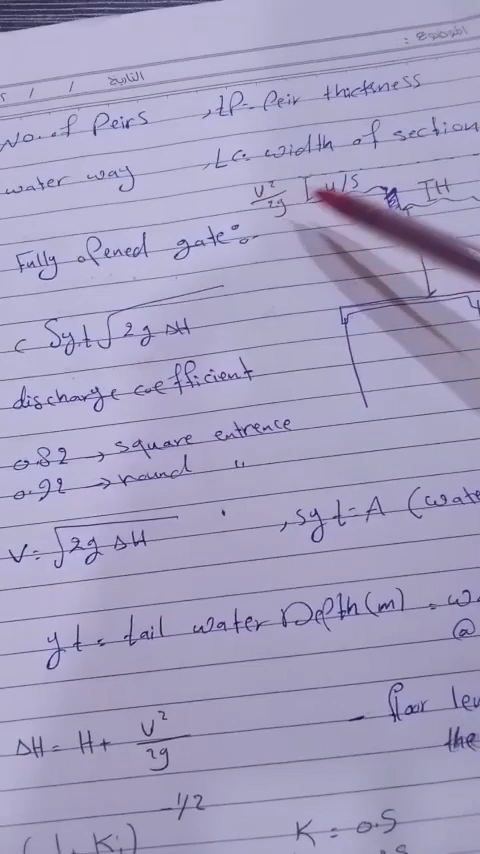 الموضوع :
التاريخ / /
No. of Peirs , tP = Peir thickness
water way , Lc = width of section
V²/2g u/s IH
Fully opened gate :-
C Syt √2g ΔH
discharge coefficient
0.82 → square entrence
0.92 → round "
V = √2g ΔH , syt = A (wate
yt = tail water Depth (m) = w
@
ΔH = H + V²/2g - floor lev
the
-1/2
K = 0.5